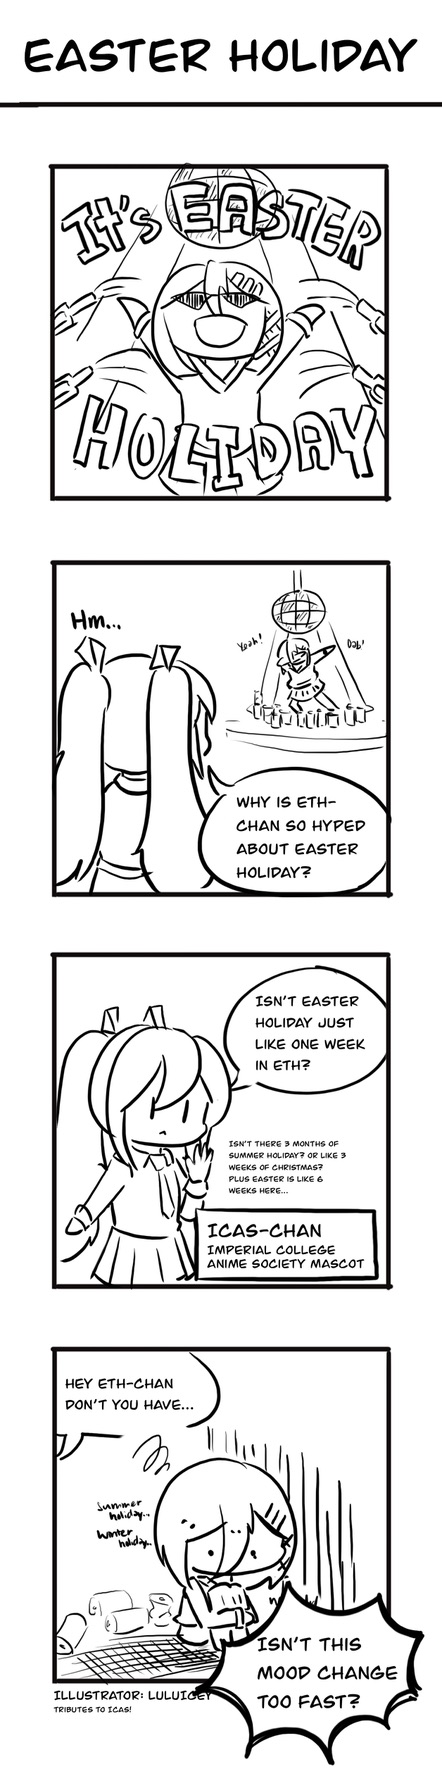 EASTER HOLIDAY
It's EASTER
HOLIDAY
Hm...
Yeah!
Dab!
WHY IS ETH-
CHAN SO HYPED
ABOUT EASTER
HOLIDAY?
ISN'T EASTER
HOLIDAY JUST
LIKE ONE WEEK
IN ETH?
ISN'T THERE 3 MONTHS OF
SUMMER HOLIDAY? OR LIKE 3
WEEKS OF CHRISTMAS?
PLUS EASTER IS LIKE 6
WEEKS HERE...
ICAS-CHAN
IMPERIAL COLLEGE
ANIME SOCIETY MASCOT
HEY ETH-CHAN
DON'T YOU HAVE...
Summer
holiday...
Winter
holiday..
ISN'T THIS
MOOD CHANGE
TOO FAST?
ILLUSTRATOR: LULUICEY
TRIBUTES TO ICAS!